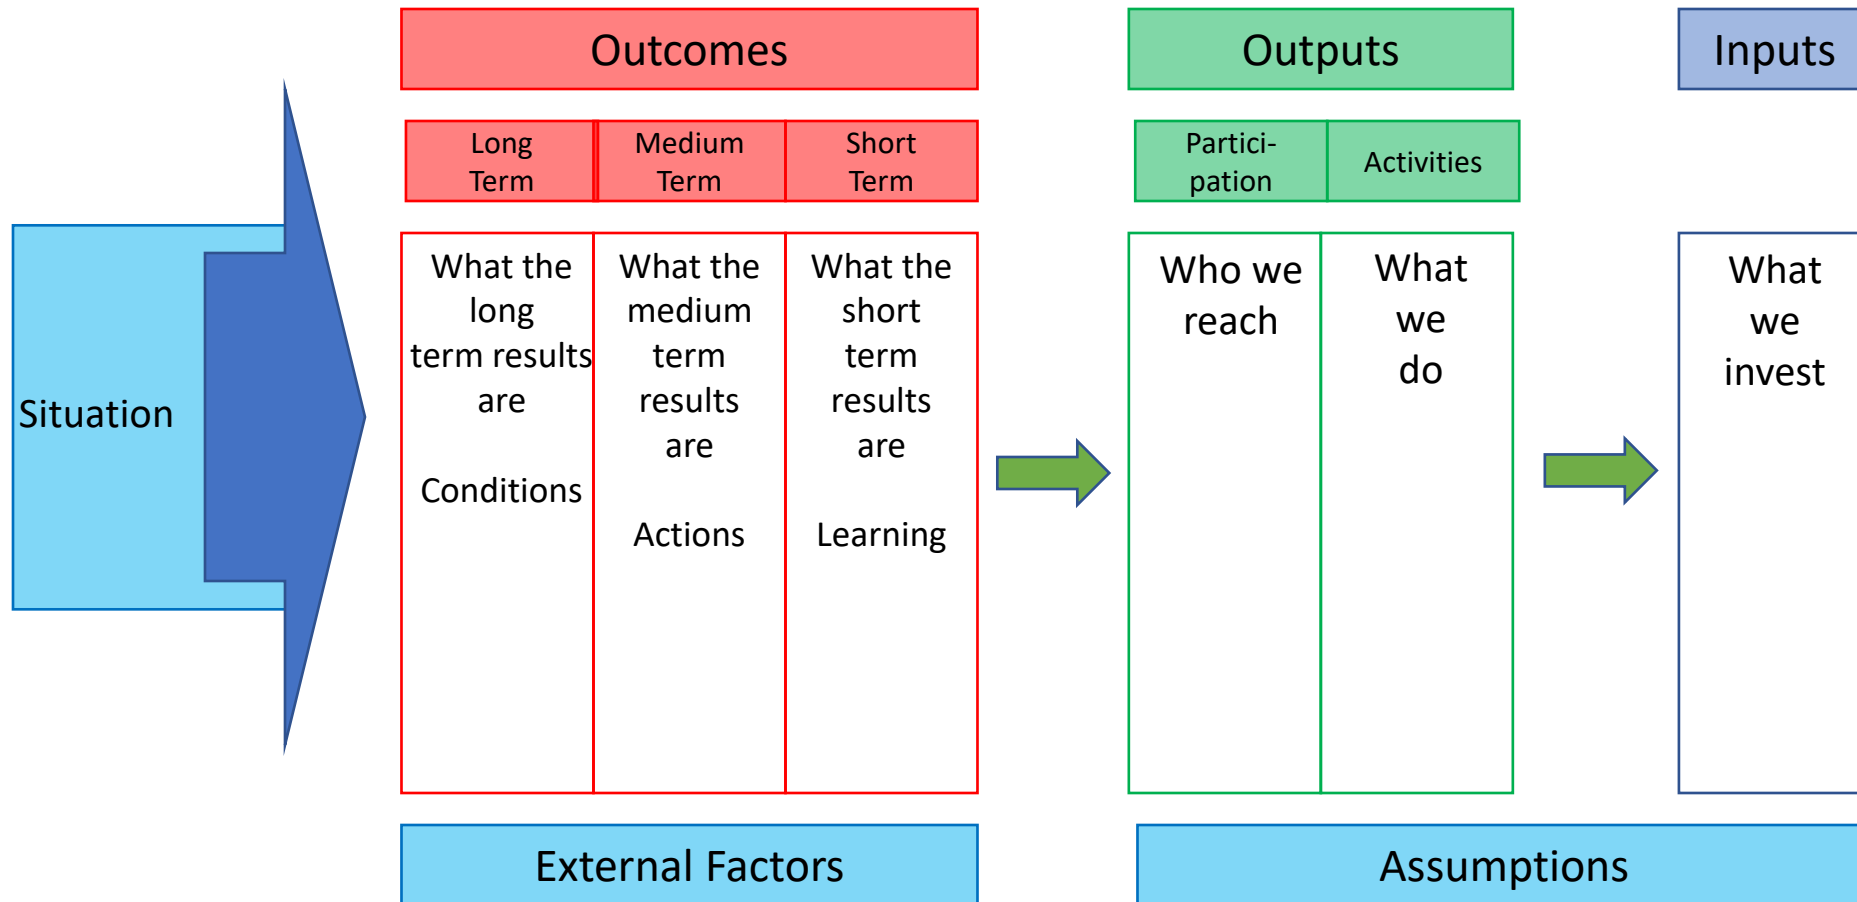 Outcomes
Outputs
Inputs
Long
Term
Medium
Term
Short
Term
Partici-
pation
Activities
Situation
What the
long
term results
are
Conditions
What the
medium
term
results
are
Actions
What the
short
term
results
are
Learning
Who we
reach
What
we
do
What
we
invest
External Factors
Assumptions